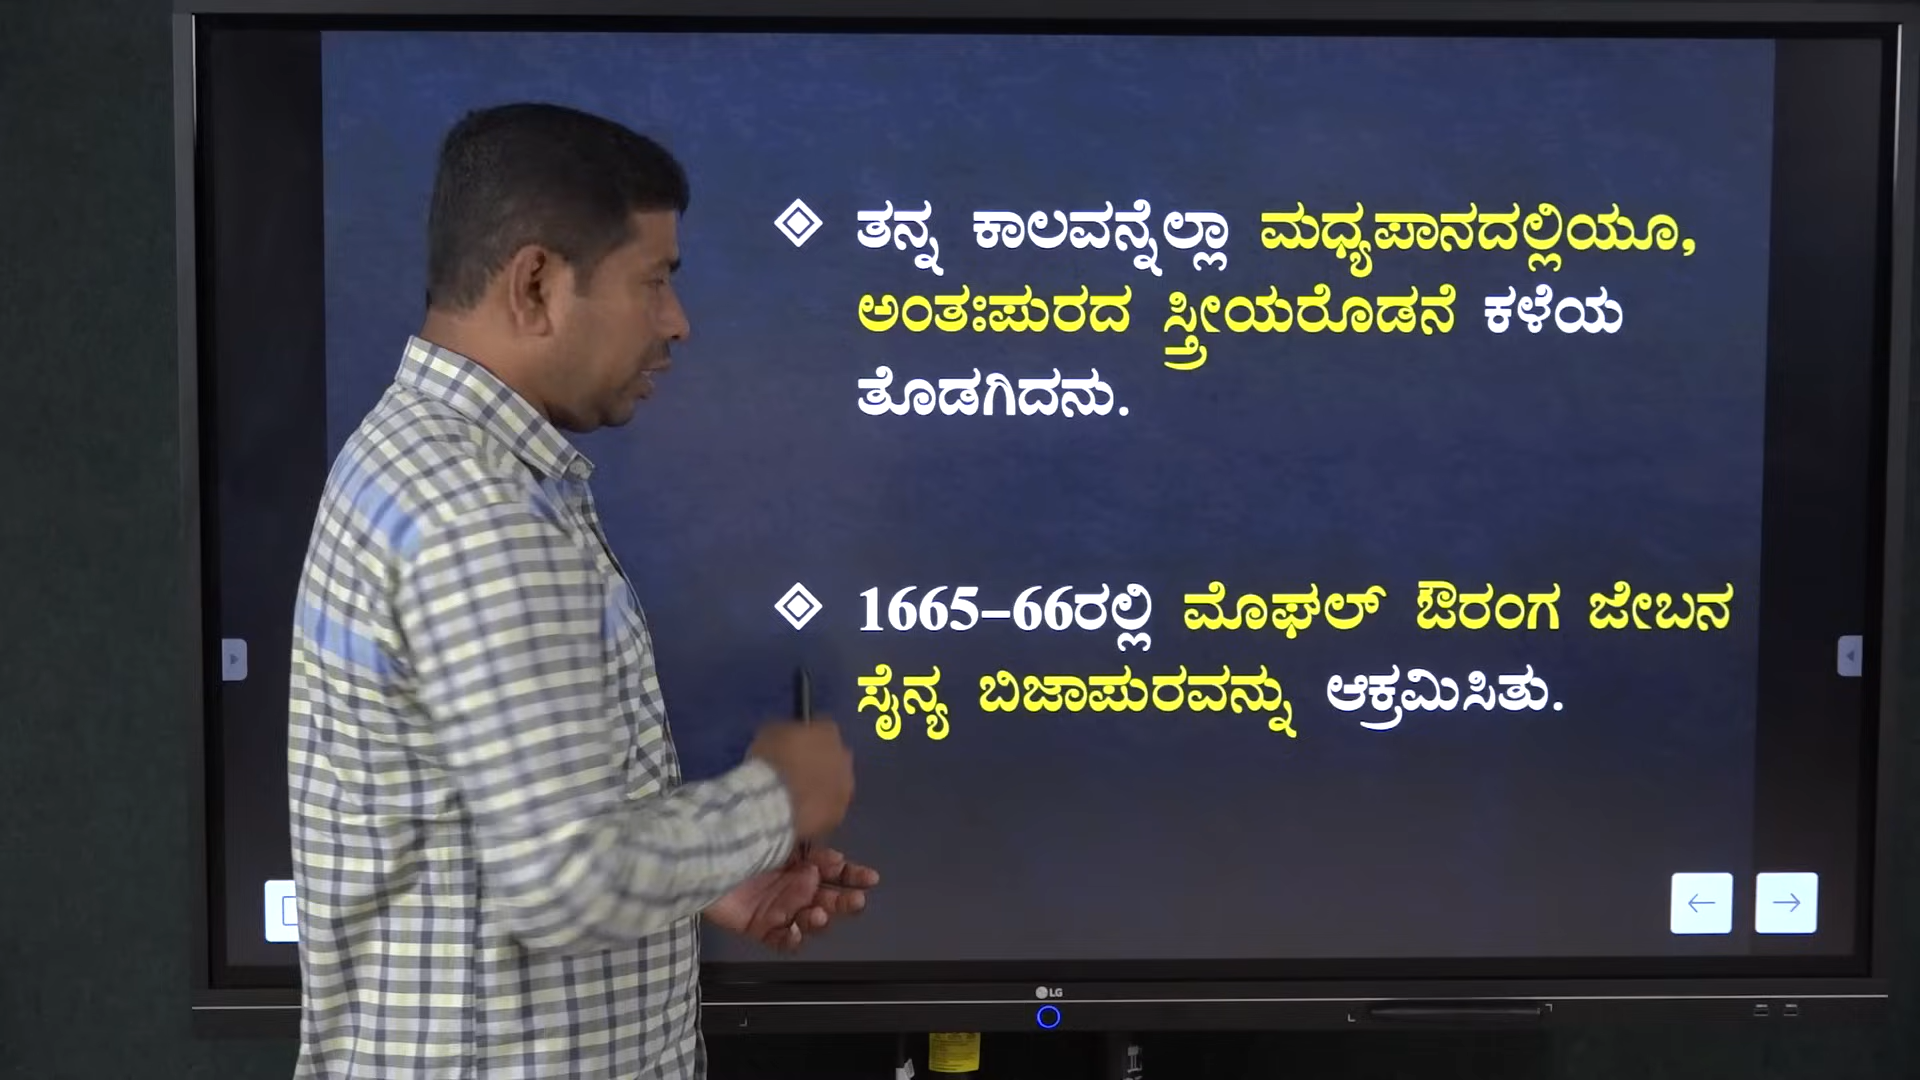 ತನ್ನ ಕಾಲವನ್ನೆಲ್ಲಾ ಮಧ್ಯಪಾನದಲ್ಲಿಯೂ,
ಅಂತಃಪುರದ ಸ್ತ್ರೀಯರೊಡನೆ ಕಳೆಯ
ತೊಡಗಿದನು.
1665-66ರಲ್ಲಿ ಮೊಘಲ್ ಔರಂಗ ಜೇಬನ
ಸೈನ್ಯ ಬಿಜಾಪುರವನ್ನು ಆಕ್ರಮಿಸಿತು.
LG